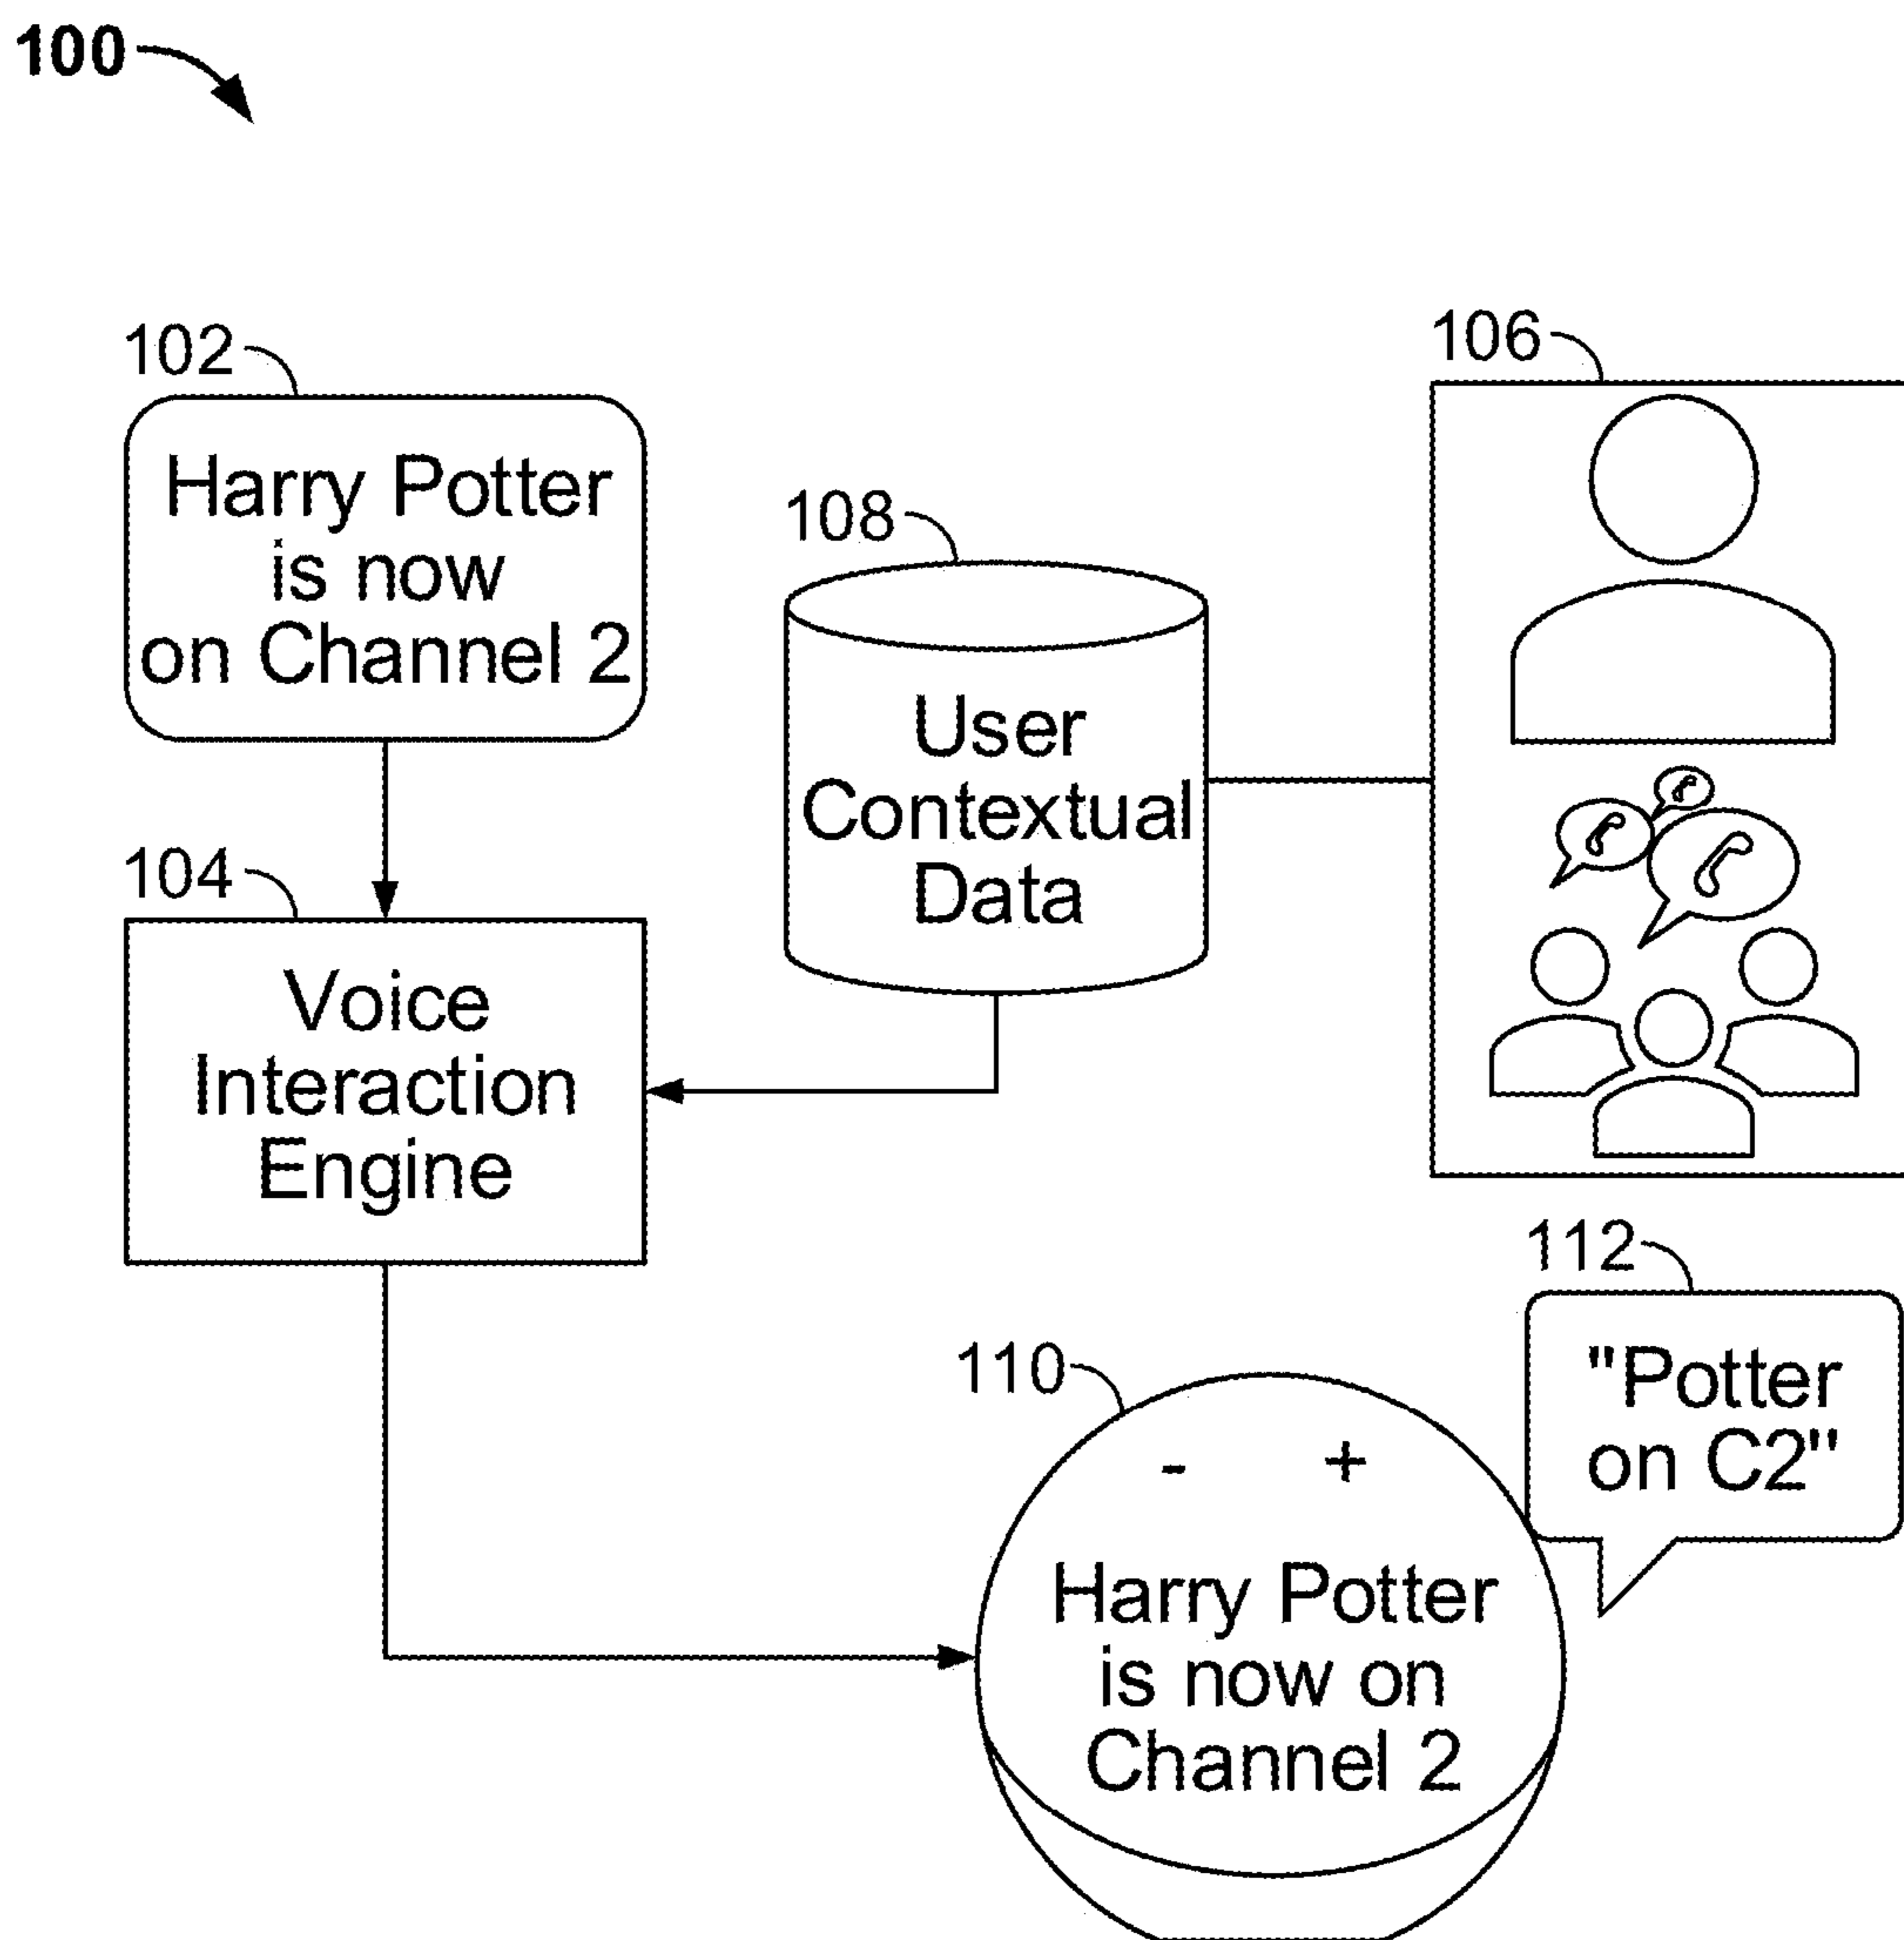 100
102
Harry Potter
is now
on Channel 2
104
Voice
Interaction
Engine
108
User
Contextual
Data
106
110
- +
Harry Potter
is now on
Channel 2
112
"Potter
on C2"